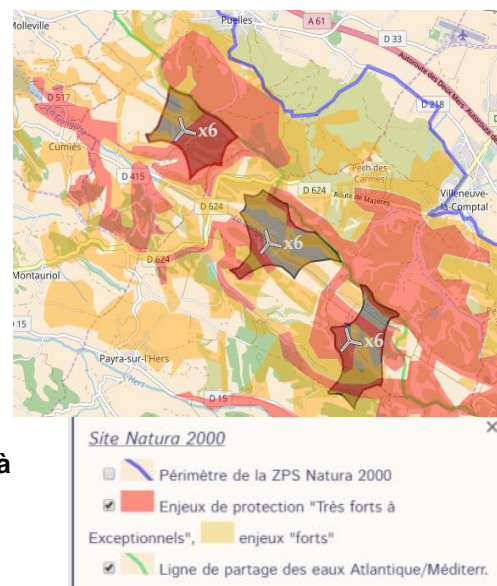 Molleville
Puelles
A 61
D 33
Autoroute des Deux Mers
D 517
La Ganguise
x6
D 218
Cumiès
D 415
Pech des
Carmes
Villeneuve-
la-Comptal
D 624
Route de Mazères
D 624
x6
D 624
Montauriol
D 15
x6
Payra-sur-l'Hers
l'Hers
D 15
à
Site Natura 2000
Périmètre de la ZPS Natura 2000
Enjeux de protection "Très forts à
Exceptionnels", enjeux "forts"
Ligne de partage des eaux Atlantique/Méditerr.